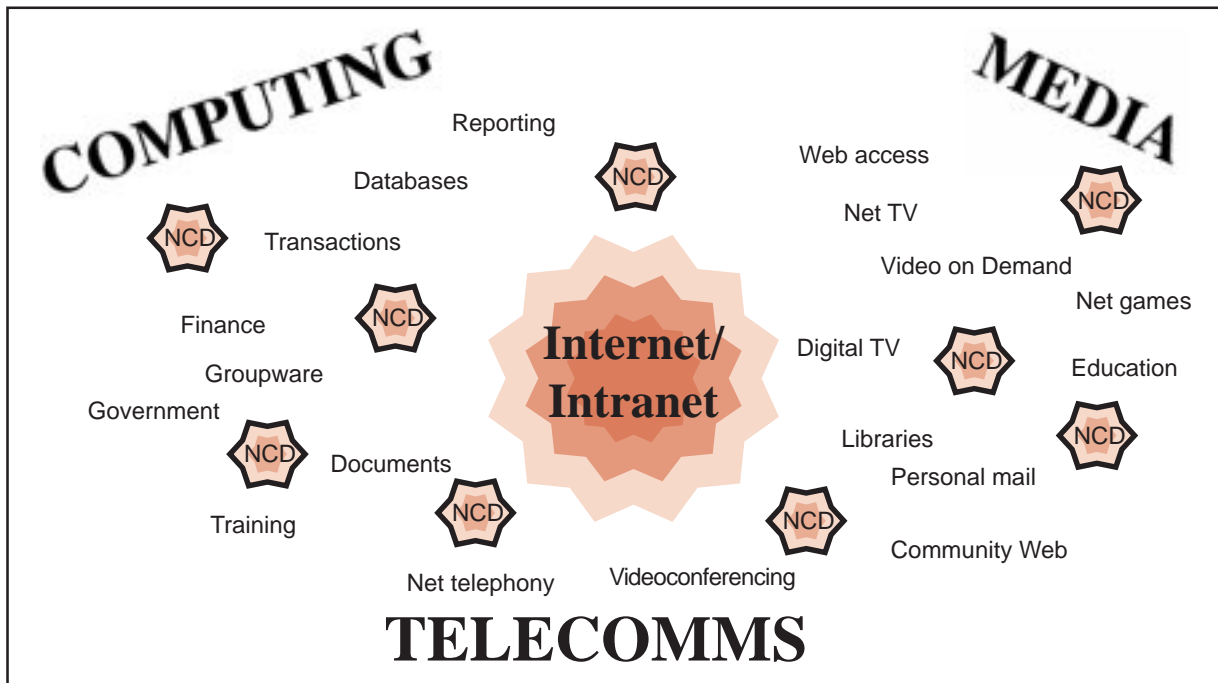 COMPUTING
MEDIA
Reporting
Web access
Databases
NCD
NCD
Net TV
NCD
Transactions
Video on Demand
Net games
Finance
NCD
Internet/
Intranet
Digital TV
NCD
Education
Groupware
Government
NCD
Libraries
NCD
Documents
Personal mail
Training
NCD
NCD
Community Web
Net telephony
Videoconferencing
TELECOMMS